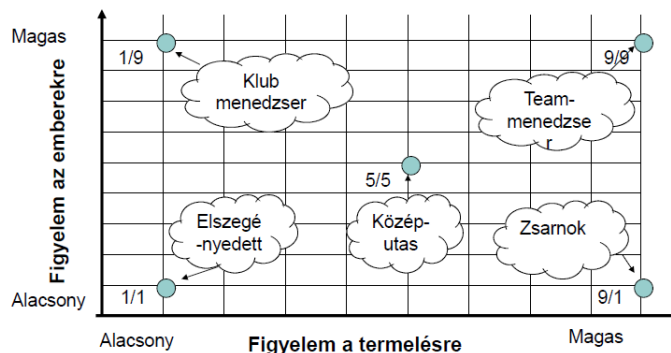 Magas
1/9
9/9
Klub
menedzser
Team-
menedzse
r
Figyelem az emberekre
5/5
Elszegé
-nyedett
Közép-
utas
Zsarnok
Alacsony
1/1
9/1
Alacsony
Figyelem a termelésre
Magas